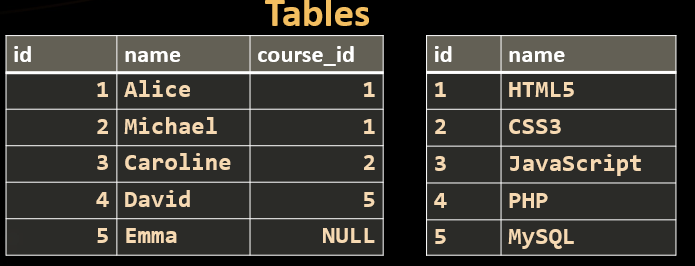 Tables
id name course_id id name
1 Alice 1 1 HTML5
2 Michael 1 2 CSS3
3 Caroline 2 3 JavaScript
4 David 5 4 PHP
5 Emma NULL 5 MySQL